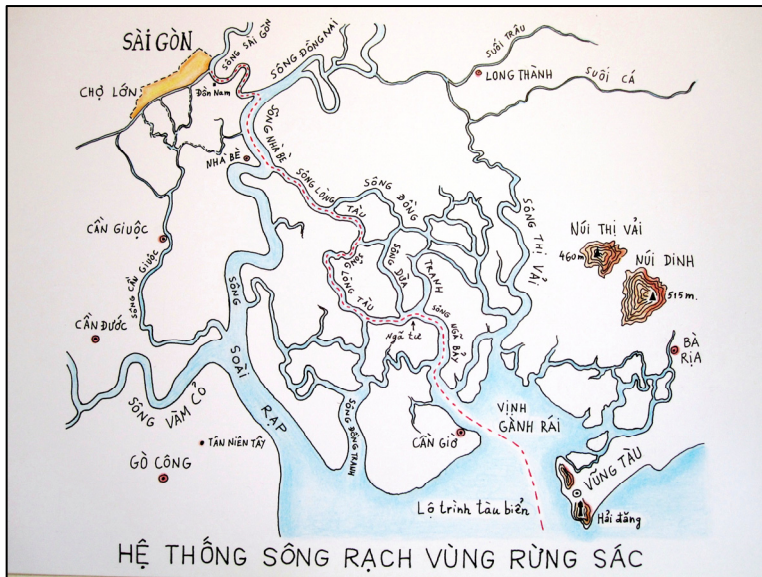 SÀI GÒN
CHỢ LỚN
SÔNG SÀI GÒN
Đồn Nam
SÔNG ĐỒNG NAI
SUỐI TRÂU
LONG THÀNH
SUỐI CÁ
NHÀ BÈ
SÔNG NHÀ BÈ
SÔNG LÒNG
TÀU
SÔNG ĐỒNG
TRANH
SÔNG THỊ VẢI
NÚI THỊ VẢI
460m
NÚI DINH
515m.
CẦN GIUỘC
SÔNG CẦN GIUỘC
SÔNG
LÒNG TÀU
SÔNG DỪA
Ngã tư
SÔNG
NGÃ BẢY
CẦN ĐƯỚC
BÀ
RỊA
SÔNG
SOÀI
RẠP
SÔNG VÀM CỎ
SÔNG ĐỒNG TRANH
VỊNH
GÀNH RÁI
CẦN GIỜ
TÂN NIÊN TÂY
GÒ CÔNG
VŨNG TÀU
Lộ trình tàu biển
Hải đăng
HỆ THỐNG SÔNG RẠCH VÙNG RỪNG SÁC